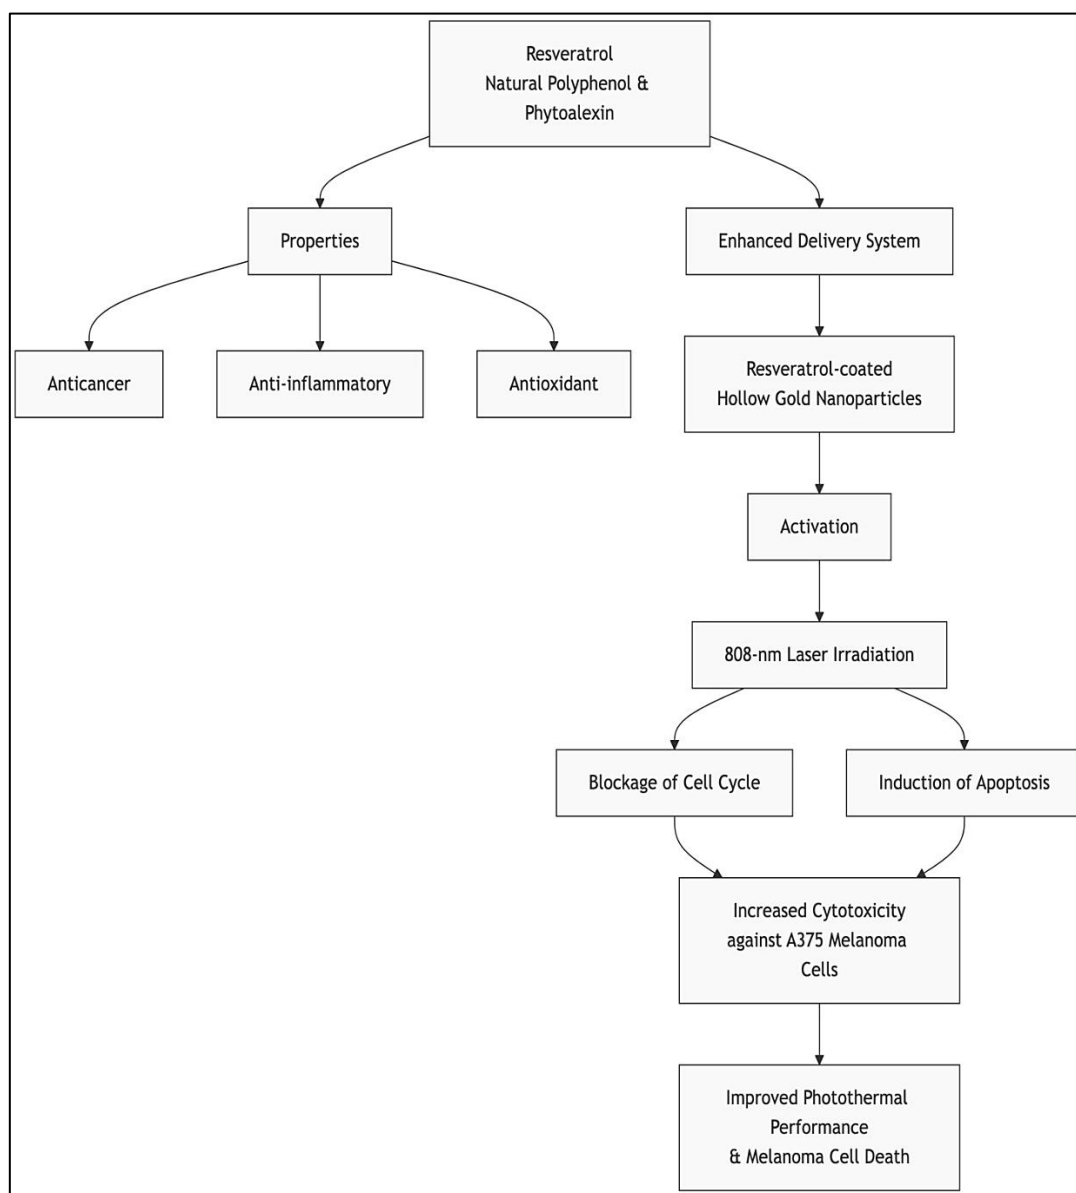 Resveratrol
Natural Polyphenol &
Phytoalexin
Properties
Enhanced Delivery System
Anticancer
Anti-inflammatory
Antioxidant
Resveratrol-coated
Hollow Gold Nanoparticles
Activation
808-nm Laser Irradiation
Blockage of Cell Cycle
Induction of Apoptosis
Increased Cytotoxicity
against A375 Melanoma
Cells
Improved Photothermal
Performance
& Melanoma Cell Death